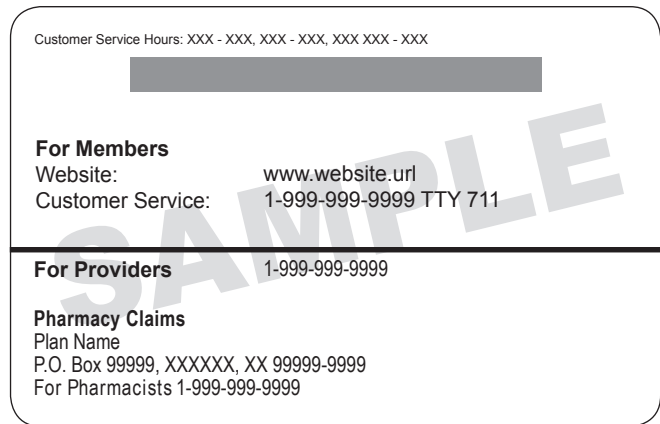 Customer Service Hours: XXX - XXX, XXX - XXX, XXX XXX - XXX
SAMPLE
For Members
Website: www.website.url
Customer Service: 1-999-999-9999 TTY 711
For Providers 1-999-999-9999
Pharmacy Claims
Plan Name
P.O. Box 99999, XXXXXX, XX 99999-9999
For Pharmacists 1-999-999-9999